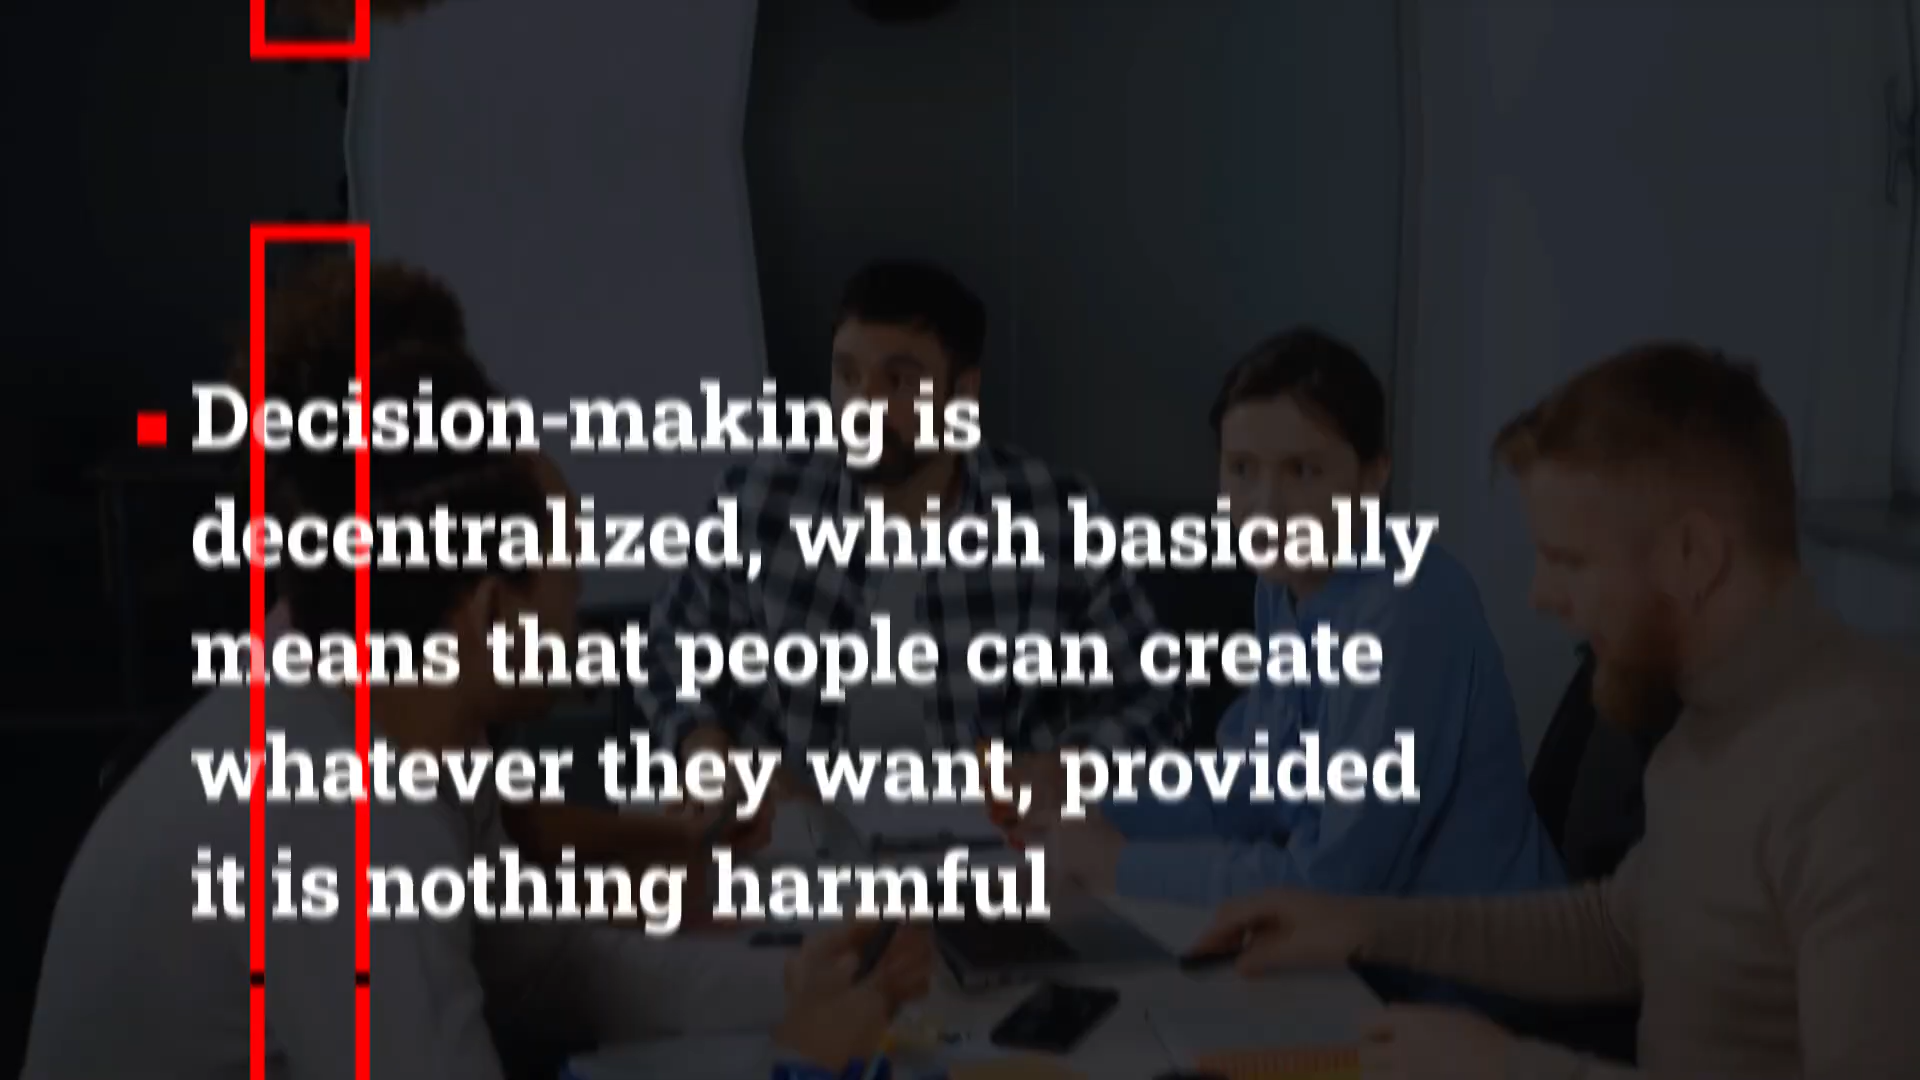 Decision-making is
decentralized, which basically
means that people can create
whatever they want, provided
it is nothing harmful